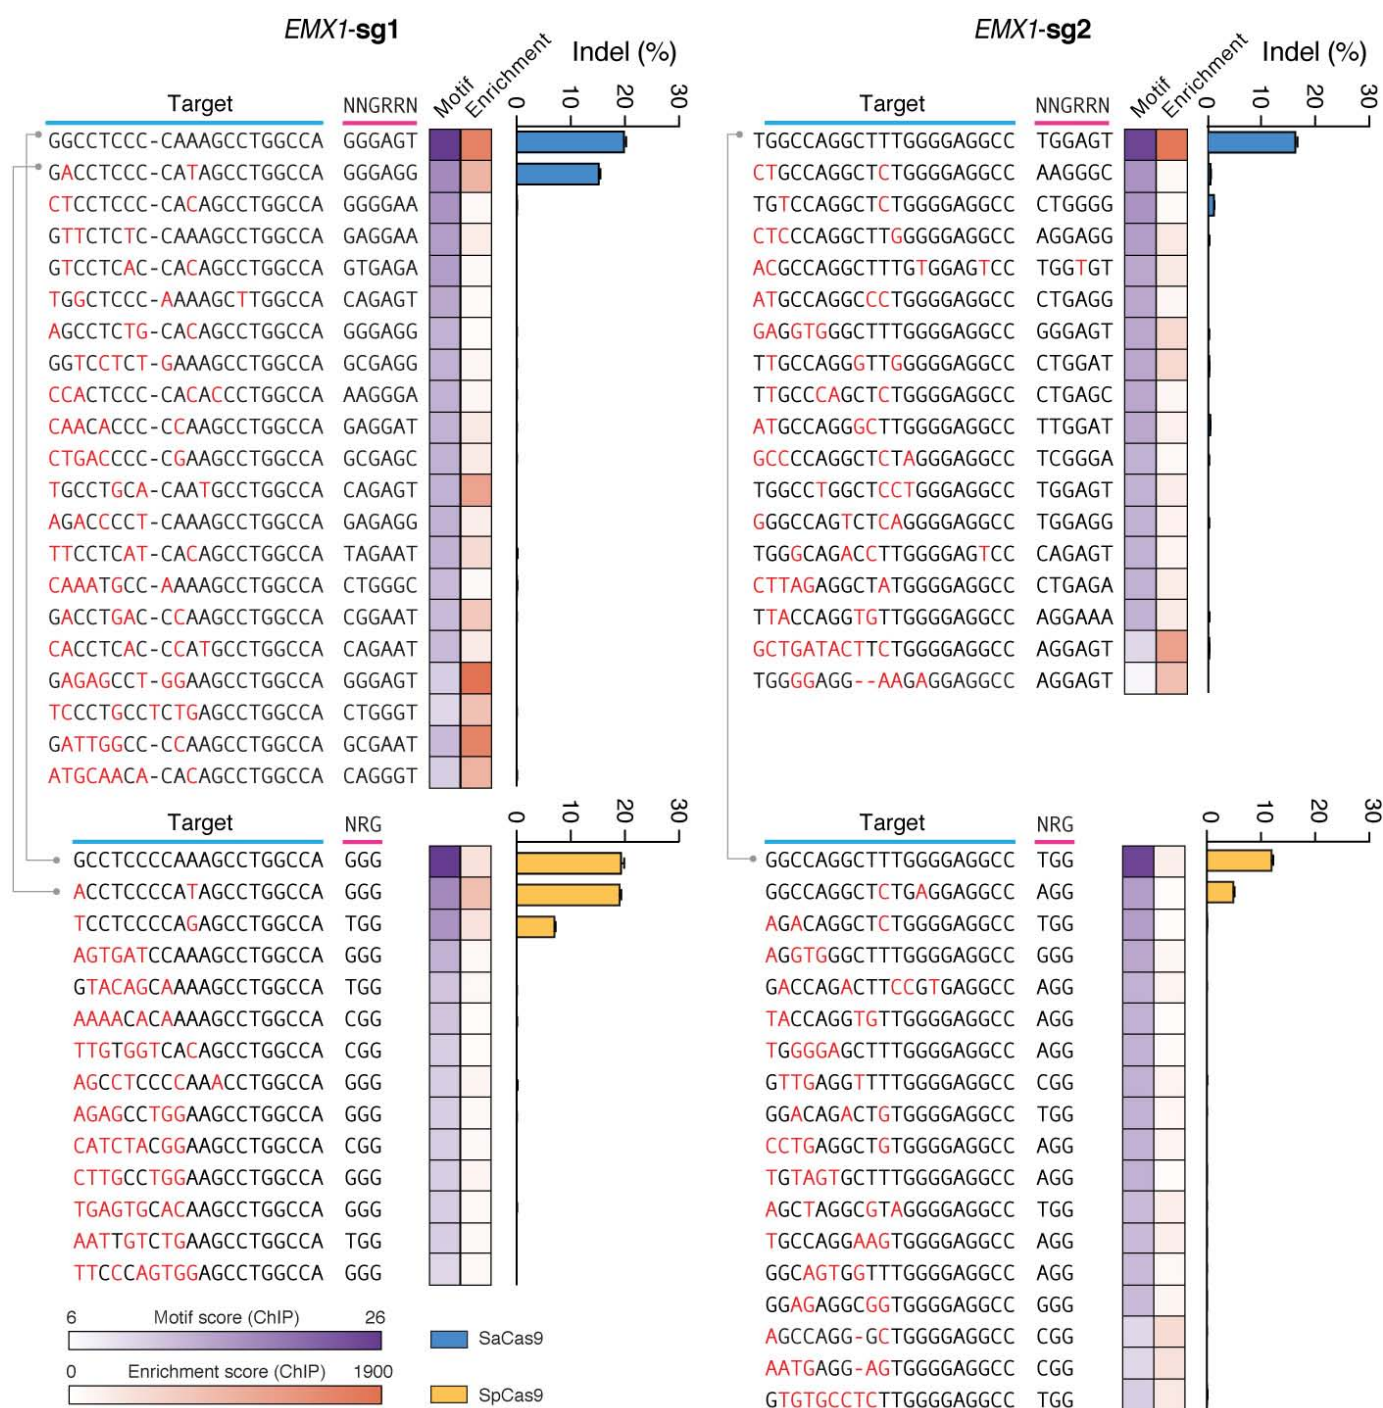 EMX1-sg1
Motif Enrichment Indel (%)
Target NNGRRN 0 10 20 30
GGCCTCCC-CAAAGCCTGGCCA GGGAGT
GACCTCCC-CATAGCCTGGCCA GGGAGG
CTCCTCCC-CACAGCCTGGCCA GGGGAA
GTTCTCTC-CAAAGCCTGGCCA GAGGAA
GTCCTCAC-CACAGCCTGGCCA GTGAGA
TGGCTCCC-AAAAGCTTGGCCA CAGAGT
AGCCTCTG-CACAGCCTGGCCA GGGAGG
GGTCCTCT-GAAAGCCTGGCCA GCGAGG
CCACTCCC-CACACCCTGGCCA AAGGGA
CAACACCC-CCAAGCCTGGCCA GAGGAT
CTGACCCC-CGAAGCCTGGCCA GCGAGC
TGCCTGCA-CAATGCCTGGCCA CAGAGT
AGACCCCT-CAAAGCCTGGCCA GAGAGG
TTCCTCAT-CACAGCCTGGCCA TAGAAT
CAAATGCC-AAAAGCCTGGCCA CTGGGC
GACCTGAC-CCAAGCCTGGCCA CGGAAT
CACCTCAC-CCATGCCTGGCCA CAGAAT
GAGAGCCT-GGAAGCCTGGCCA GGGAGT
TCCCTGCCTCTGAGCCTGGCCA CTGGGT
GATTGGCC-CCAAGCCTGGCCA GCGAAT
ATGCAACA-CACAGCCTGGCCA CAGGGT
Target NRG 0 10 20 30
GCCTCCCCAAAGCCTGGCCA GGG
ACCTCCCCATAGCCTGGCCA GGG
TCCTCCCCAGAGCCTGGCCA TGG
AGTGATCCAAAGCCTGGCCA GGG
GTACAGCAAAAGCCTGGCCA TGG
AAAACACAAAAGCCTGGCCA CGG
TTGTGGTCACAGCCTGGCCA CGG
AGCCTCCCCAAACCTGGCCA GGG
AGAGCCTGGAAGCCTGGCCA GGG
CATCTACGGAAGCCTGGCCA CGG
CTTGCCTGGAAGCCTGGCCA GGG
TGAGTGCACAAGCCTGGCCA GGG
AATTGTCTGAAGCCTGGCCA TGG
TTCCCAGTGGAGCCTGGCCA GGG
6 Motif score (ChIP) 26
0 Enrichment score (ChIP) 1900
SaCas9
SpCas9
EMX1-sg2
Motif Enrichment Indel (%)
Target NNGRRN 0 10 20 30
TGGCCAGGCTTTGGGGAGGCC TGGAGT
CTGCCAGGCTCTGGGGAGGCC AAGGGC
TGTCCAGGCTCTGGGGAGGCC CTGGGG
CTCCCAGGCTTGGGGGAGGCC AGGAGG
ACGCCAGGCTTTGTGGAGTCC TGGTGT
ATGCCAGGCCCTGGGGAGGCC CTGAGG
GAGGTGGGCTTTGGGGAGGCC GGGAGT
TTGCCAGGGTTGGGGGAGGCC CTGGAT
TTGCCCAGCTCTGGGGAGGCC CTGAGC
ATGCCAGGGCTTGGGGAGGCC TTGGAT
GCCCCAGGCTCTAGGGAGGCC TCGGGA
TGGCCTGGCTCCTGGGAGGCC TGGAGT
GGGCCAGTCTCAGGGGAGGCC TGGAGG
TGGGCAGACCTTGGGGAGTCC CAGAGT
CTTAGAGGCTATGGGGAGGCC CTGAGA
TTACCAGGTGTTGGGGAGGCC AGGAAA
GCTGATACTTCTGGGGAGGCC AGGAGT
TGGGGAGG--AAGAGGAGGCC AGGAGT
Target NRG 0 10 20 30
GGCCAGGCTTTGGGGAGGCC TGG
GGCCAGGCTCTGAGGAGGCC AGG
AGACAGGCTCTGGGGAGGCC TGG
AGGTGGGCTTTGGGGAGGCC GGG
GACCAGACTTCCGTGAGGCC AGG
TACCAGGTGTTGGGGAGGCC AGG
TGGGGAGCTTTGGGGAGGCC AGG
GTTGAGGTTTTGGGGAGGCC CGG
GGACAGACTGTGGGGAGGCC TGG
CCTGAGGCTGTGGGGAGGCC AGG
TGTAGTGCTTTGGGGAGGCC AGG
AGCTAGGCGTAGGGGAGGCC TGG
TGCCAGGAAGTGGGGAGGCC AGG
GGCAGTGGTTTGGGGAGGCC AGG
GGAGAGGCGGTGGGGAGGCC GGG
AGCCAGG-GCTGGGGAGGCC CGG
AATGAGG-AGTGGGGAGGCC CGG
GTGTGCCTCTTGGGGAGGCC TGG